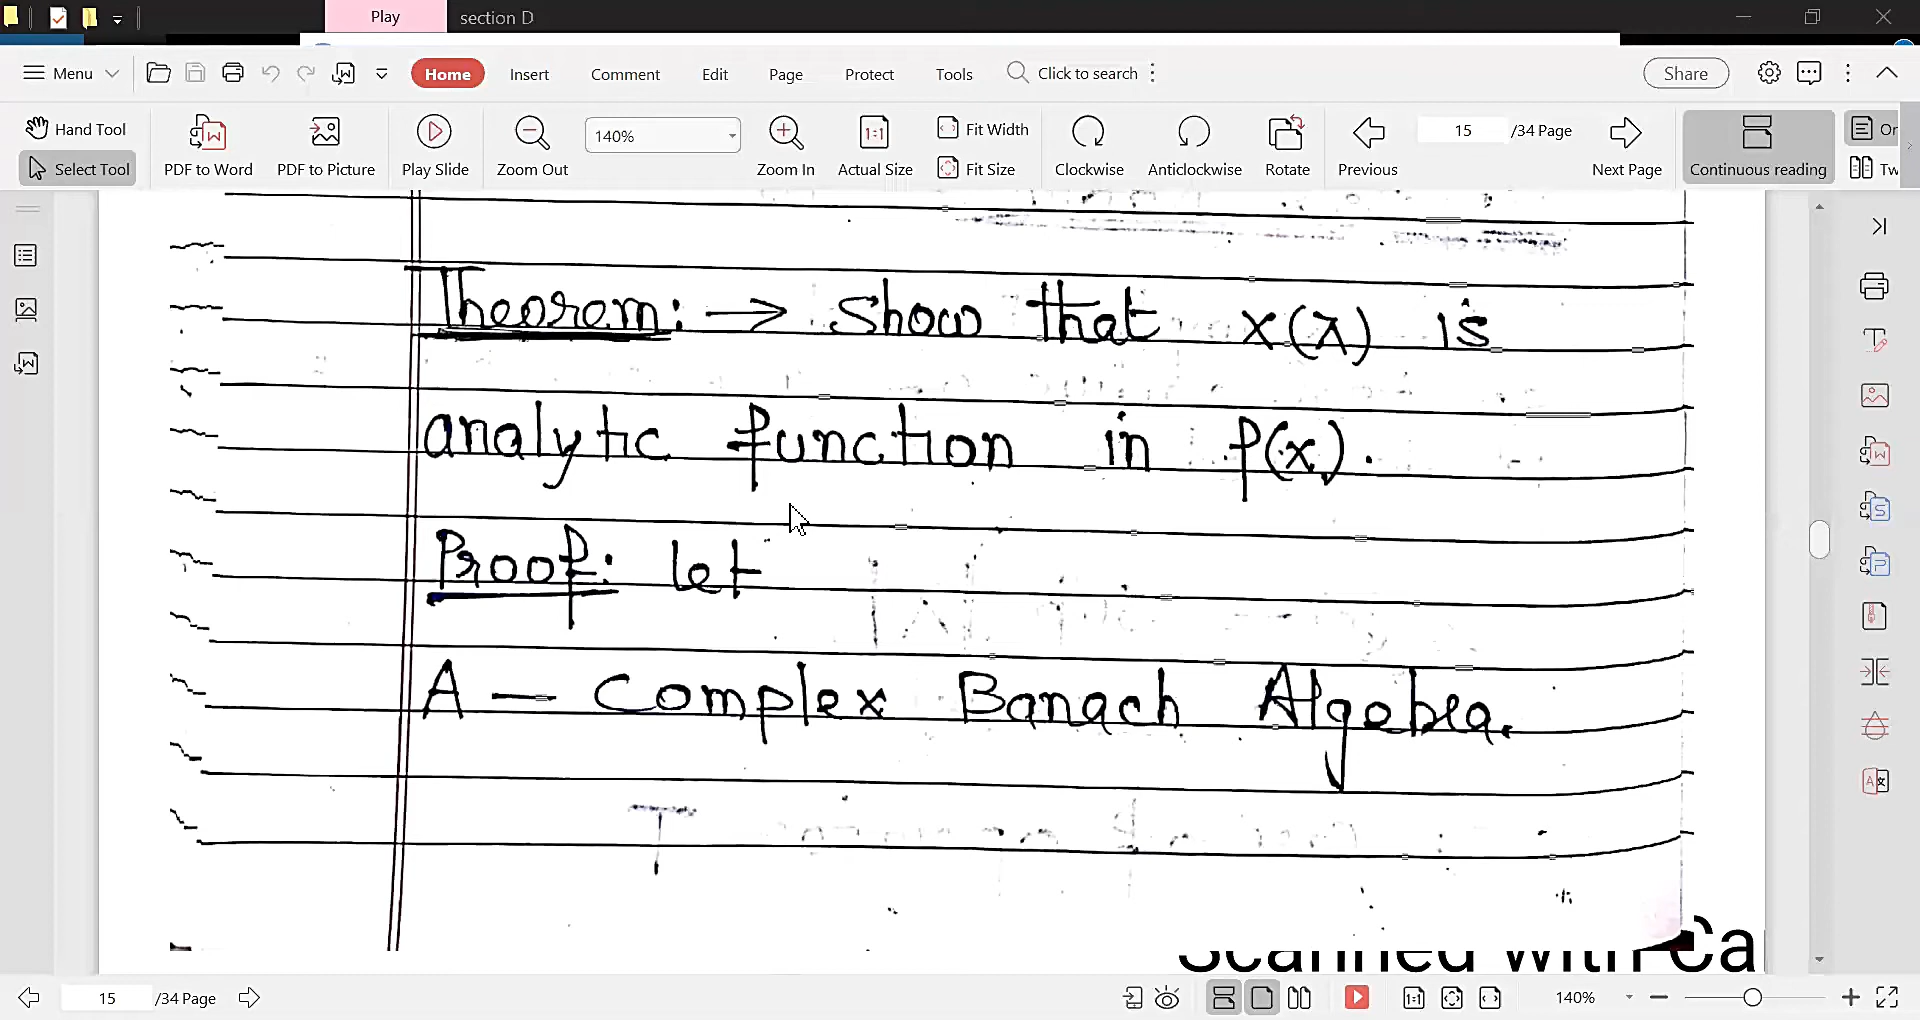 Play
section D
Menu
Home
Insert
Comment
Edit
Page
Protect
Tools
Click to search
Share
Hand Tool
Select Tool
PDF to Word
PDF to Picture
Play Slide
Zoom Out
140%
Zoom In
Actual Size
Fit Width
Fit Size
Clockwise
Anticlockwise
Rotate
Previous
15 /34 Page
Next Page
Continuous reading
Theorem: → show that x(λ) is
analytic function in ρ(x).
Proof: let
A — Complex Banach Algebra.
Scanned with Ca
15 /34 Page
140%